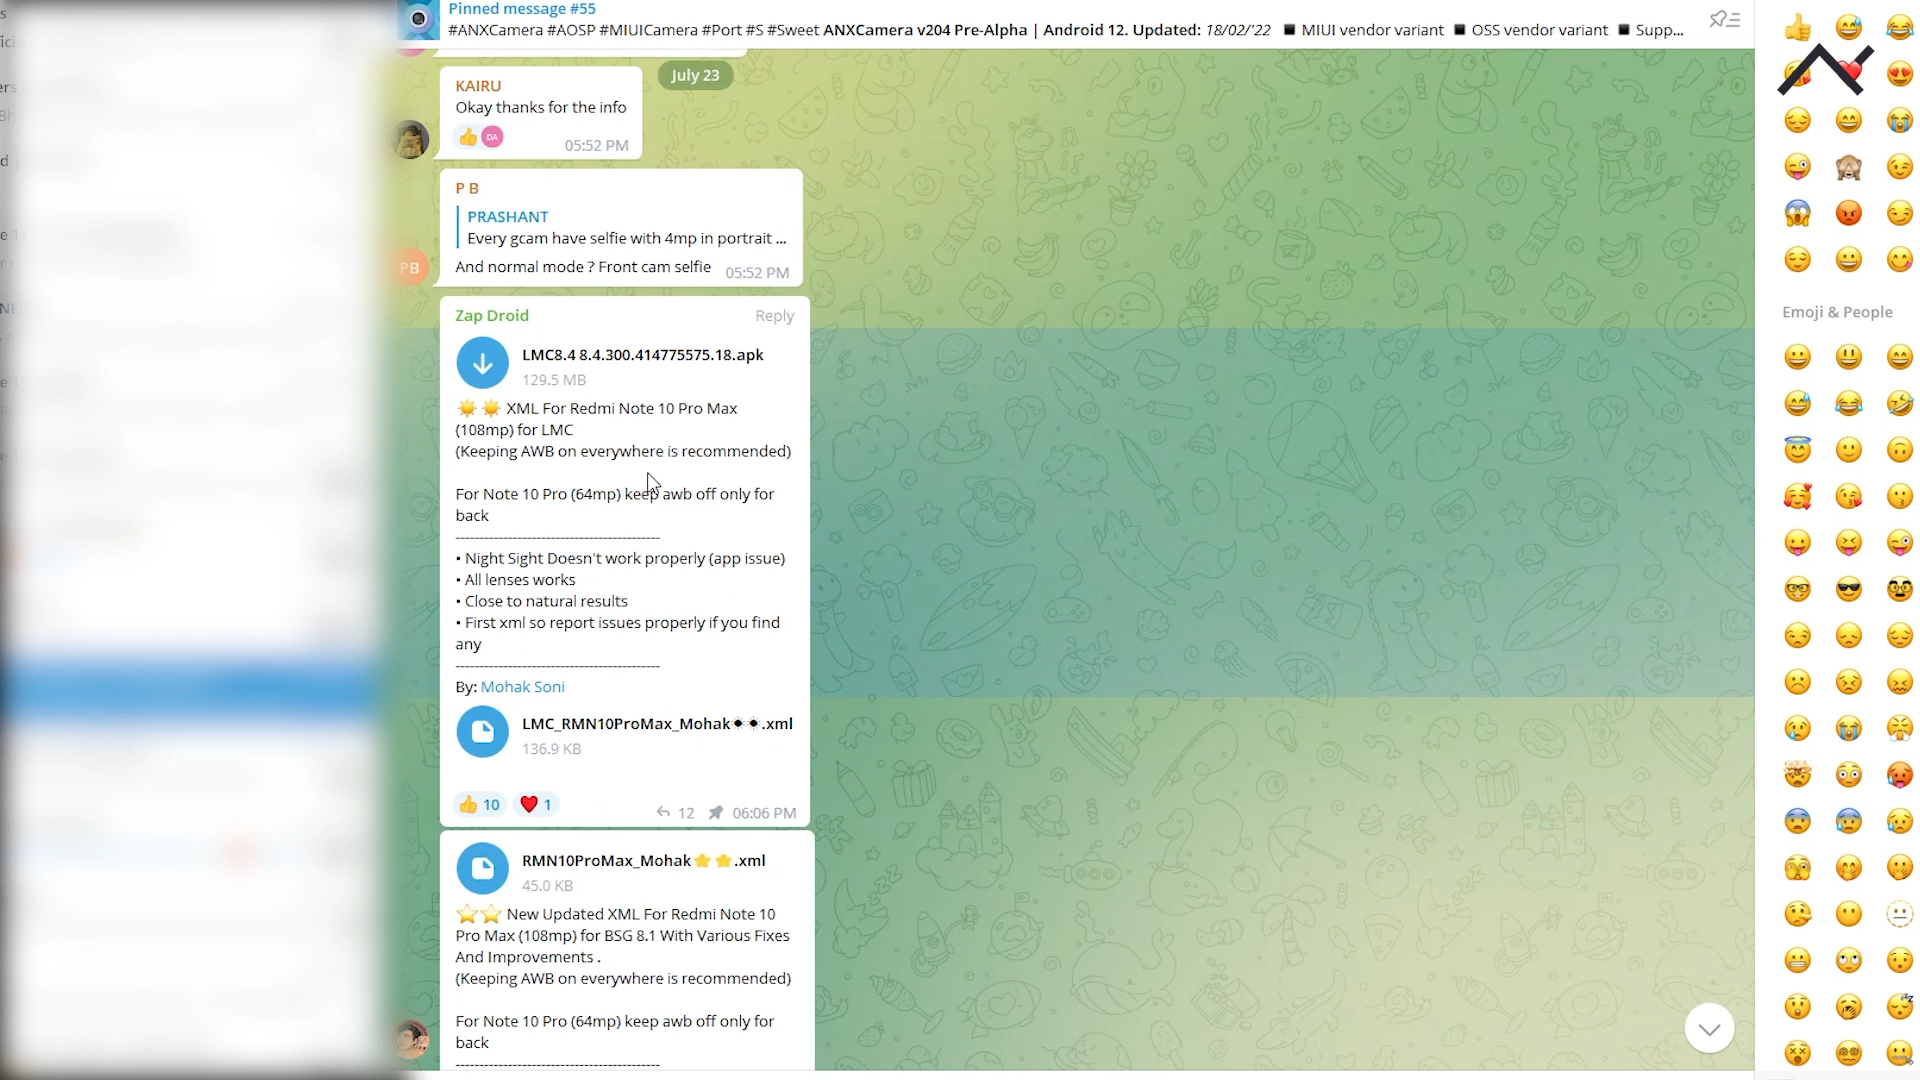 Pinned message #55
#ANXCamera #AOSP #MIUICamera #Port #S #Sweet ANXCamera v204 Pre-Alpha | Android 12. Updated: 18/02/'22 ◾ MIUI vendor variant ◾ OSS vendor variant ◾ Supp...
July 23
KAIRU
Okay thanks for the info
👍 DA
05:52 PM
P B
PRASHANT
Every gcam have selfie with 4mp in portrait ...
And normal mode ? Front cam selfie
05:52 PM
PB
Zap Droid
Reply
LMC8.4 8.4.300.414775575.18.apk
129.5 MB
☀️☀️ XML For Redmi Note 10 Pro Max
(108mp) for LMC
(Keeping AWB on everywhere is recommended)
For Note 10 Pro (64mp) keep awb off only for
back
------------------------------------------
• Night Sight Doesn't work properly (app issue)
• All lenses works
• Close to natural results
• First xml so report issues properly if you find
any
------------------------------------------
By: Mohak Soni
LMC_RMN10ProMax_Mohak☀☀.xml
136.9 KB
👍 10 ❤️ 1
12 06:06 PM
RMN10ProMax_Mohak⭐⭐.xml
45.0 KB
⭐⭐ New Updated XML For Redmi Note 10
Pro Max (108mp) for BSG 8.1 With Various Fixes
And Improvements .
(Keeping AWB on everywhere is recommended)
For Note 10 Pro (64mp) keep awb off only for
back
------------------------------------------
Emoji & People